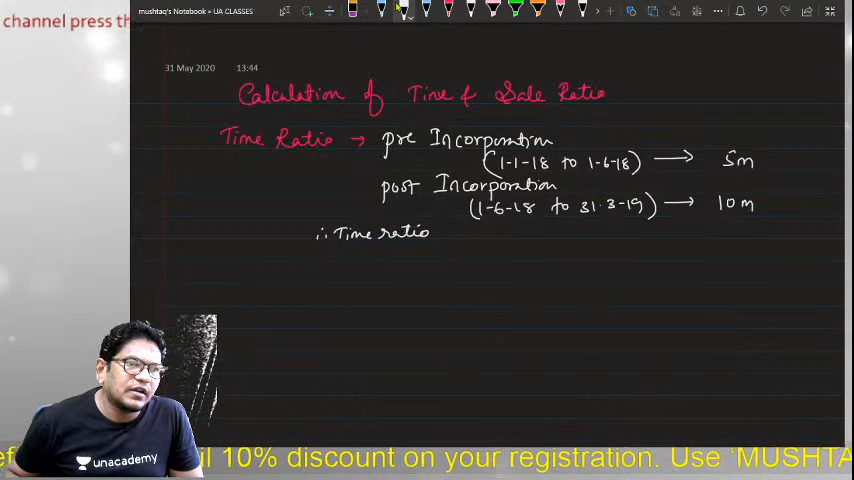 channel press th
mushtaq's Notebook » UA CLASSES
31 May 2020 13:44
Calculation of Time & Sale Ratio
Time Ratio → pre Incorporation
(1-1-18 to 1-6-18) → 5m
post Incorporation
(1-6-18 to 31.3-19) → 10m
∴ Time ratio
unacademy
il 10% discount on your registration. Use 'MUSHTA